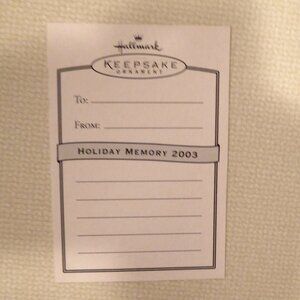 Hallmark
KEEPSAKE
ORNAMENT
TO:
FROM:
HOLIDAY MEMORY 2003